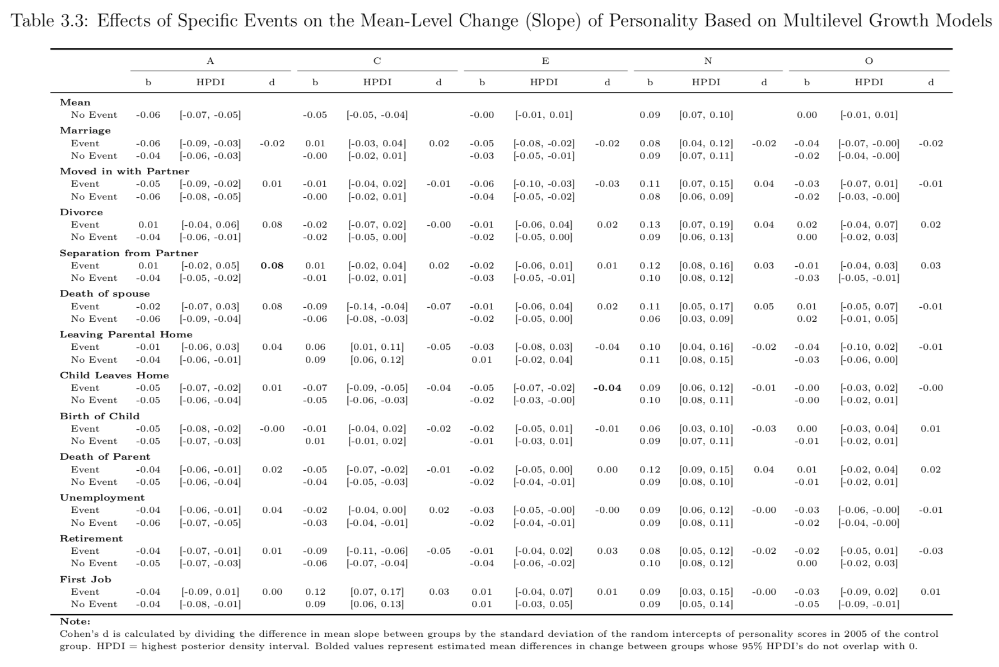 Table 3.3: Effects of Specific Events on the Mean-Level Change (Slope) of Personality Based on Multilevel Growth Models
A C E N O
b HPDI d b HPDI d b HPDI d b HPDI d b HPDI d
Mean
No Event -0.06 [-0.07, -0.05] -0.05 [-0.05, -0.04] -0.00 [-0.01, 0.01] 0.09 [0.07, 0.10] 0.00 [-0.01, 0.01]
Marriage
Event -0.06 [-0.09, -0.03] -0.02 0.01 [-0.03, 0.04] 0.02 -0.05 [-0.08, -0.02] -0.02 0.08 [0.04, 0.12] -0.02 -0.04 [-0.07, -0.00] -0.02
No Event -0.04 [-0.06, -0.03] -0.00 [-0.02, 0.01] -0.03 [-0.05, -0.01] 0.09 [0.07, 0.11] -0.02 [-0.04, -0.00]
Moved in with Partner
Event -0.05 [-0.09, -0.02] 0.01 -0.01 [-0.04, 0.02] -0.01 -0.06 [-0.10, -0.03] -0.03 0.11 [0.07, 0.15] 0.04 -0.03 [-0.07, 0.01] -0.01
No Event -0.06 [-0.08, -0.05] -0.00 [-0.02, 0.01] -0.04 [-0.05, -0.02] 0.08 [0.06, 0.09] -0.02 [-0.03, -0.00]
Divorce
Event 0.01 [-0.04, 0.06] 0.08 -0.02 [-0.07, 0.02] -0.00 -0.01 [-0.06, 0.04] 0.02 0.13 [0.07, 0.19] 0.04 0.02 [-0.04, 0.07] 0.02
No Event -0.04 [-0.06, -0.01] -0.02 [-0.05, 0.00] -0.02 [-0.05, 0.00] 0.09 [0.06, 0.13] 0.00 [-0.02, 0.03]
Separation from Partner
Event 0.01 [-0.02, 0.05] 0.08 0.01 [-0.02, 0.04] 0.02 -0.02 [-0.06, 0.01] 0.01 0.12 [0.08, 0.16] 0.03 -0.01 [-0.04, 0.03] 0.03
No Event -0.04 [-0.05, -0.02] -0.01 [-0.02, 0.01] -0.03 [-0.05, -0.01] 0.10 [0.08, 0.12] -0.03 [-0.05, -0.01]
Death of spouse
Event -0.02 [-0.07, 0.03] 0.08 -0.09 [-0.14, -0.04] -0.07 -0.01 [-0.06, 0.04] 0.02 0.11 [0.05, 0.17] 0.05 0.01 [-0.05, 0.07] -0.01
No Event -0.06 [-0.09, -0.04] -0.06 [-0.08, -0.03] -0.02 [-0.05, 0.00] 0.06 [0.03, 0.09] 0.02 [-0.01, 0.05]
Leaving Parental Home
Event -0.01 [-0.06, 0.03] 0.04 0.06 [0.01, 0.11] -0.05 -0.03 [-0.08, 0.03] -0.04 0.10 [0.04, 0.16] -0.02 -0.04 [-0.10, 0.02] -0.01
No Event -0.04 [-0.06, -0.01] 0.09 [0.06, 0.12] 0.01 [-0.02, 0.04] 0.11 [0.08, 0.15] -0.03 [-0.06, 0.00]
Child Leaves Home
Event -0.05 [-0.07, -0.02] 0.01 -0.07 [-0.09, -0.05] -0.04 -0.05 [-0.07, -0.02] -0.04 0.09 [0.06, 0.12] -0.01 -0.00 [-0.03, 0.02] -0.00
No Event -0.05 [-0.06, -0.04] -0.05 [-0.06, -0.03] -0.02 [-0.03, -0.00] 0.10 [0.08, 0.11] -0.00 [-0.02, 0.01]
Birth of Child
Event -0.05 [-0.08, -0.02] -0.00 -0.01 [-0.04, 0.02] -0.02 -0.02 [-0.05, 0.01] -0.01 0.06 [0.03, 0.10] -0.03 0.00 [-0.03, 0.04] 0.01
No Event -0.05 [-0.07, -0.03] 0.01 [-0.01, 0.02] -0.01 [-0.03, 0.01] 0.09 [0.07, 0.11] -0.01 [-0.02, 0.01]
Death of Parent
Event -0.04 [-0.06, -0.01] 0.02 -0.05 [-0.07, -0.02] -0.01 -0.02 [-0.05, 0.00] 0.00 0.12 [0.09, 0.15] 0.04 0.01 [-0.02, 0.04] 0.02
No Event -0.05 [-0.06, -0.04] -0.04 [-0.05, -0.03] -0.02 [-0.04, -0.01] 0.09 [0.08, 0.10] -0.01 [-0.02, 0.01]
Unemployment
Event -0.04 [-0.06, -0.01] 0.04 -0.02 [-0.04, 0.00] 0.02 -0.03 [-0.05, -0.00] -0.00 0.09 [0.06, 0.12] -0.00 -0.03 [-0.06, -0.00] -0.01
No Event -0.06 [-0.07, -0.05] -0.03 [-0.04, -0.01] -0.02 [-0.04, -0.01] 0.09 [0.08, 0.11] -0.02 [-0.04, -0.00]
Retirement
Event -0.04 [-0.07, -0.01] 0.01 -0.09 [-0.11, -0.06] -0.05 -0.01 [-0.04, 0.02] 0.03 0.08 [0.05, 0.12] -0.02 -0.02 [-0.05, 0.01] -0.03
No Event -0.05 [-0.07, -0.03] -0.06 [-0.07, -0.04] -0.04 [-0.06, -0.02] 0.10 [0.08, 0.12] 0.00 [-0.02, 0.03]
First Job
Event -0.04 [-0.09, 0.01] 0.00 0.12 [0.07, 0.17] 0.03 0.01 [-0.04, 0.07] 0.01 0.09 [0.03, 0.15] -0.00 -0.03 [-0.09, 0.02] 0.01
No Event -0.04 [-0.08, -0.01] 0.09 [0.06, 0.13] 0.01 [-0.03, 0.05] 0.09 [0.05, 0.14] -0.05 [-0.09, -0.01]
Note:
Cohen's d is calculated by dividing the difference in mean slope between groups by the standard deviation of the random intercepts of personality scores in 2005 of the control
group. HPDI = highest posterior density interval. Bolded values represent estimated mean differences in change between groups whose 95% HPDI's do not overlap with 0.